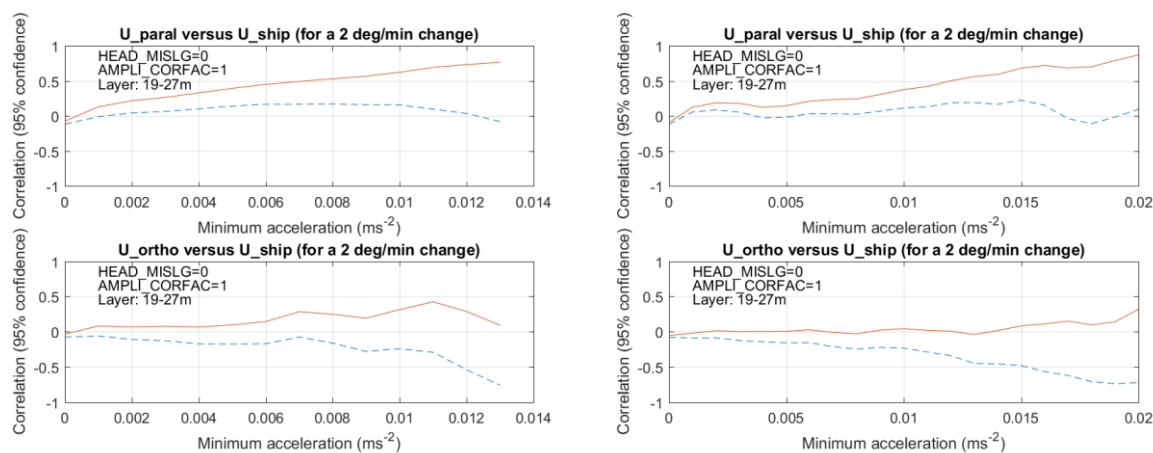 U_paral versus U_ship (for a 2 deg/min change)
Correlation (95% confidence)
1
0.5
0
-0.5
-1
HEAD_MISLG=0
AMPLI_CORFAC=1
Layer: 19-27m
0 0.002 0.004 0.006 0.008 0.01 0.012 0.014
Minimum acceleration (ms-2)
U_paral versus U_ship (for a 2 deg/min change)
Correlation (95% confidence)
1
0.5
0
-0.5
-1
HEAD_MISLG=0
AMPLI_CORFAC=1
Layer: 19-27m
0 0.005 0.01 0.015 0.02
Minimum acceleration (ms-2)
U_ortho versus U_ship (for a 2 deg/min change)
Correlation (95% confidence)
1
0.5
0
-0.5
-1
HEAD_MISLG=0
AMPLI_CORFAC=1
Layer: 19-27m
0 0.002 0.004 0.006 0.008 0.01 0.012 0.014
Minimum acceleration (ms-2)
U_ortho versus U_ship (for a 2 deg/min change)
Correlation (95% confidence)
1
0.5
0
-0.5
-1
HEAD_MISLG=0
AMPLI_CORFAC=1
Layer: 19-27m
0 0.005 0.01 0.015 0.02
Minimum acceleration (ms-2)